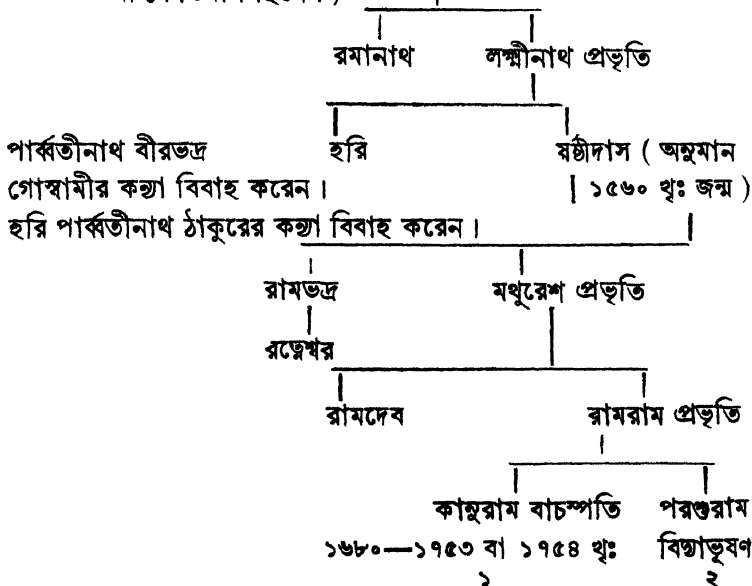 রমানাথ লক্ষ্মীনাথ প্রভৃতি
পার্ব্বতীনাথ বীরভদ্র হরি ষষ্ঠীদাস ( অনুমান
গোস্বামীর কন্যা বিবাহ করেন । ১৫৬০ খৃঃ জন্ম )
হরি পার্ব্বতীনাথ ঠাকুরের কন্যা বিবাহ করেন ।
রামভদ্র মথুরেশ প্রভৃতি
রত্নেশ্বর
রামদেব রামরাম প্রভৃতি
কানুরাম বাচস্পতি পরশুরাম
১৬৮০—১৭৫৩ বা ১৭৫৪ খৃঃ বিদ্যাভূষণ
১ ২